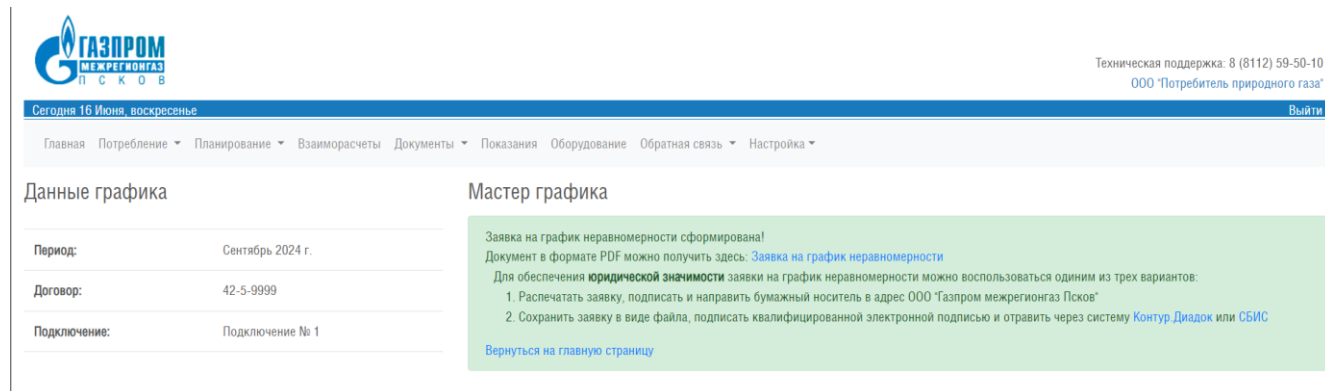 ГАЗПРОМ
МЕЖРЕГИОНГАЗ
ПСКОВ
Техническая поддержка: 8 (8112) 59-50-10
ООО "Потребитель природного газа"
Сегодня 16 Июня, воскресенье
Выйти
Главная Потребление Планирование Взаиморасчеты Документы Показания Оборудование Обратная связь Настройка
Данные графика
Период: Сентябрь 2024 г.
Договор: 42-5-9999
Подключение: Подключение № 1
Мастер графика
Заявка на график неравномерности сформирована!
Документ в формате PDF можно получить здесь: Заявка на график неравномерности
Для обеспечения юридической значимости заявки на график неравномерности можно воспользоваться одиним из трех вариантов:
1. Распечатать заявку, подписать и направить бумажный носитель в адрес ООО "Газпром межрегионгаз Псков"
2. Сохранить заявку в виде файла, подписать квалифицированной электронной подписью и отравить через систему Контур.Диадок или СБИС
Вернуться на главную страницу